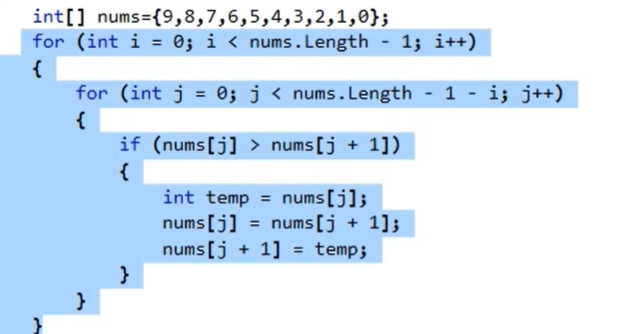 int[] nums={9,8,7,6,5,4,3,2,1,0};
for (int i = 0; i < nums.Length - 1; i++)
{
for (int j = 0; j < nums.Length - 1 - i; j++)
{
if (nums[j] > nums[j + 1])
{
int temp = nums[j];
nums[j] = nums[j + 1];
nums[j + 1] = temp;
}
}
}